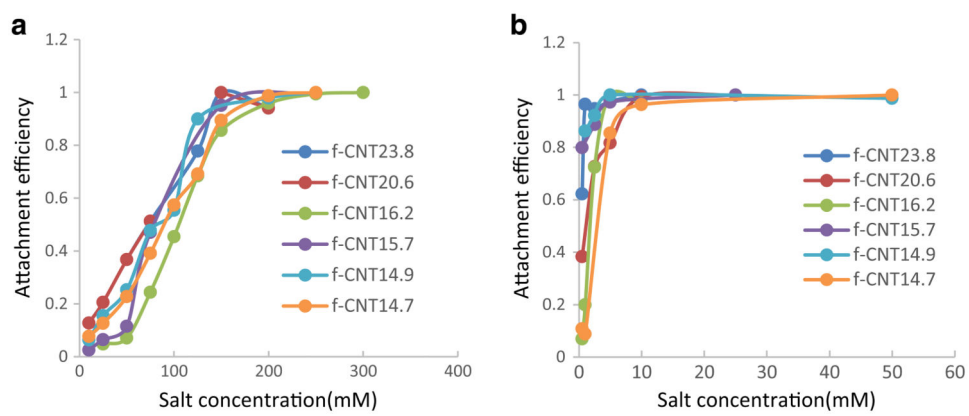 a
1.2
1
0.8
0.6
0.4
0.2
0
0 100 200 300 400
Attachment efficiency
Salt concentration(mM)
f-CNT23.8
f-CNT20.6
f-CNT16.2
f-CNT15.7
f-CNT14.9
f-CNT14.7
b
1.2
1
0.8
0.6
0.4
0.2
0
0 10 20 30 40 50 60
Attachment efficiency
Salt concentration(mM)
f-CNT23.8
f-CNT20.6
f-CNT16.2
f-CNT15.7
f-CNT14.9
f-CNT14.7